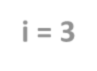 i = 3